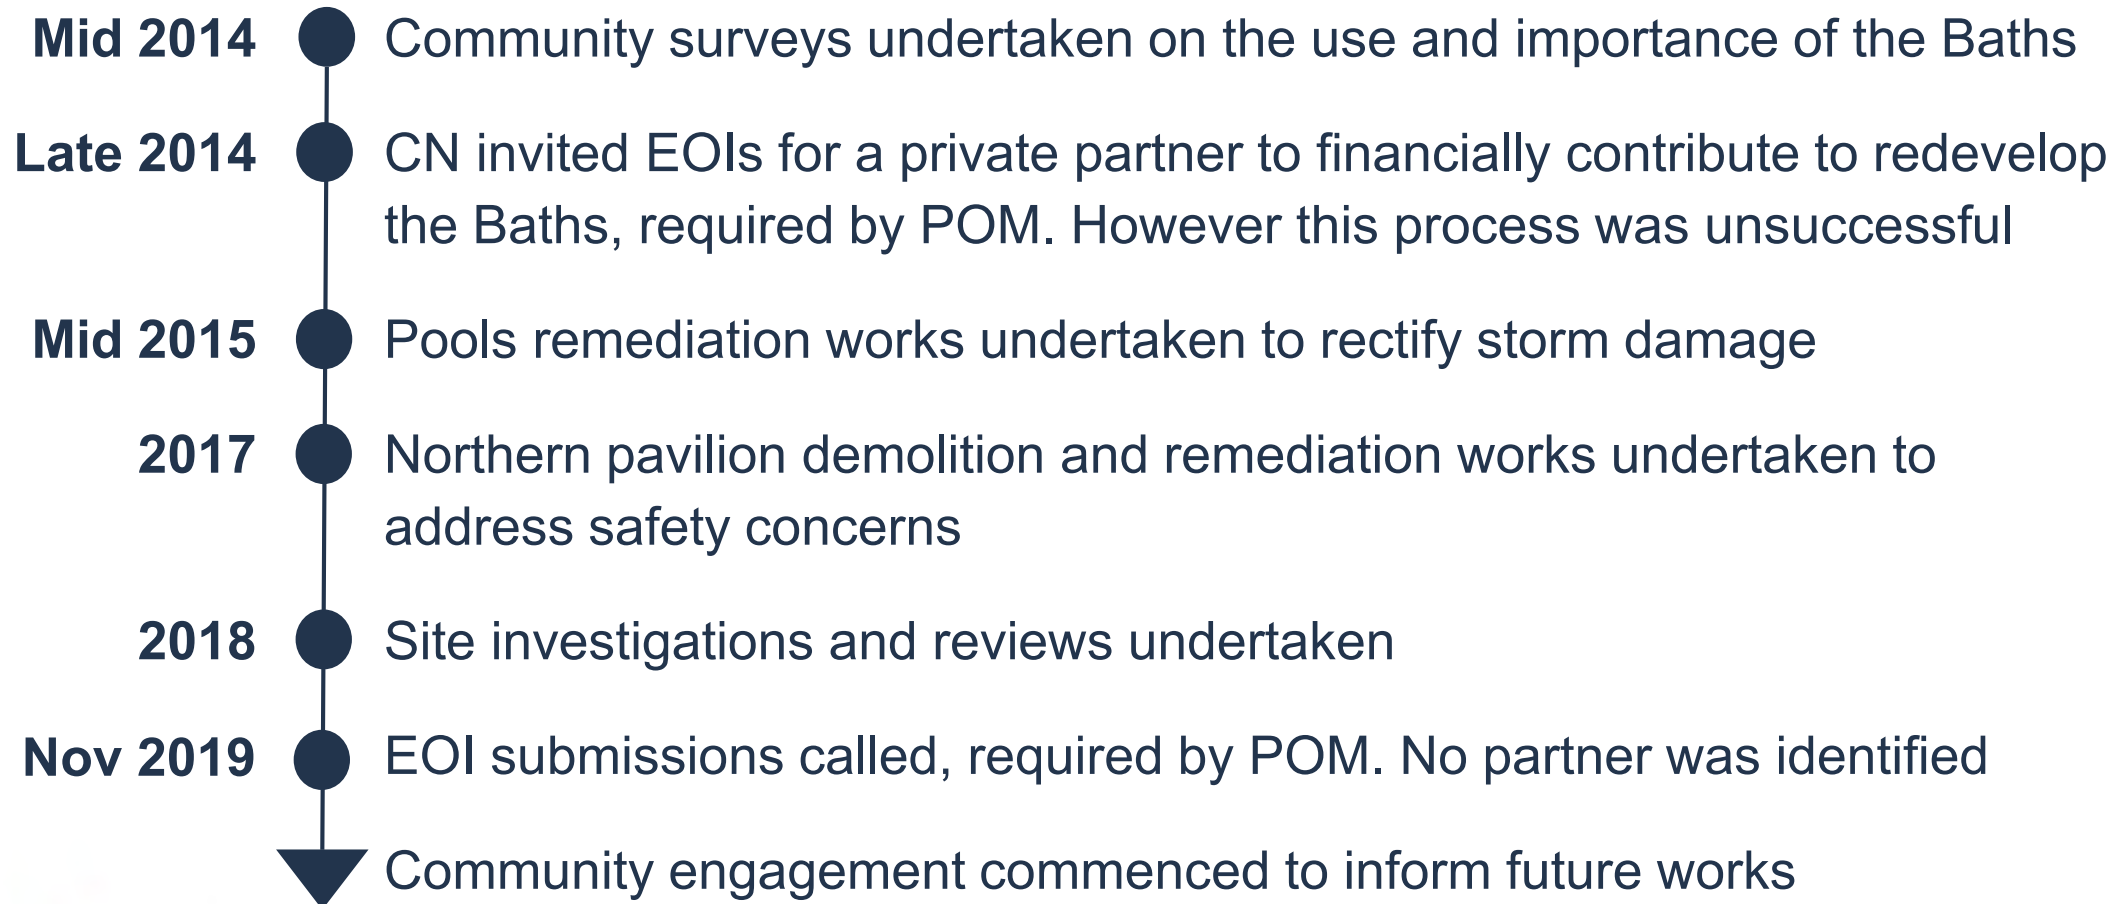 Mid 2014 Community surveys undertaken on the use and importance of the Baths
Late 2014 CN invited EOIs for a private partner to financially contribute to redevelop
the Baths, required by POM. However this process was unsuccessful
Mid 2015 Pools remediation works undertaken to rectify storm damage
2017 Northern pavilion demolition and remediation works undertaken to
address safety concerns
2018 Site investigations and reviews undertaken
Nov 2019 EOI submissions called, required by POM. No partner was identified
Community engagement commenced to inform future works